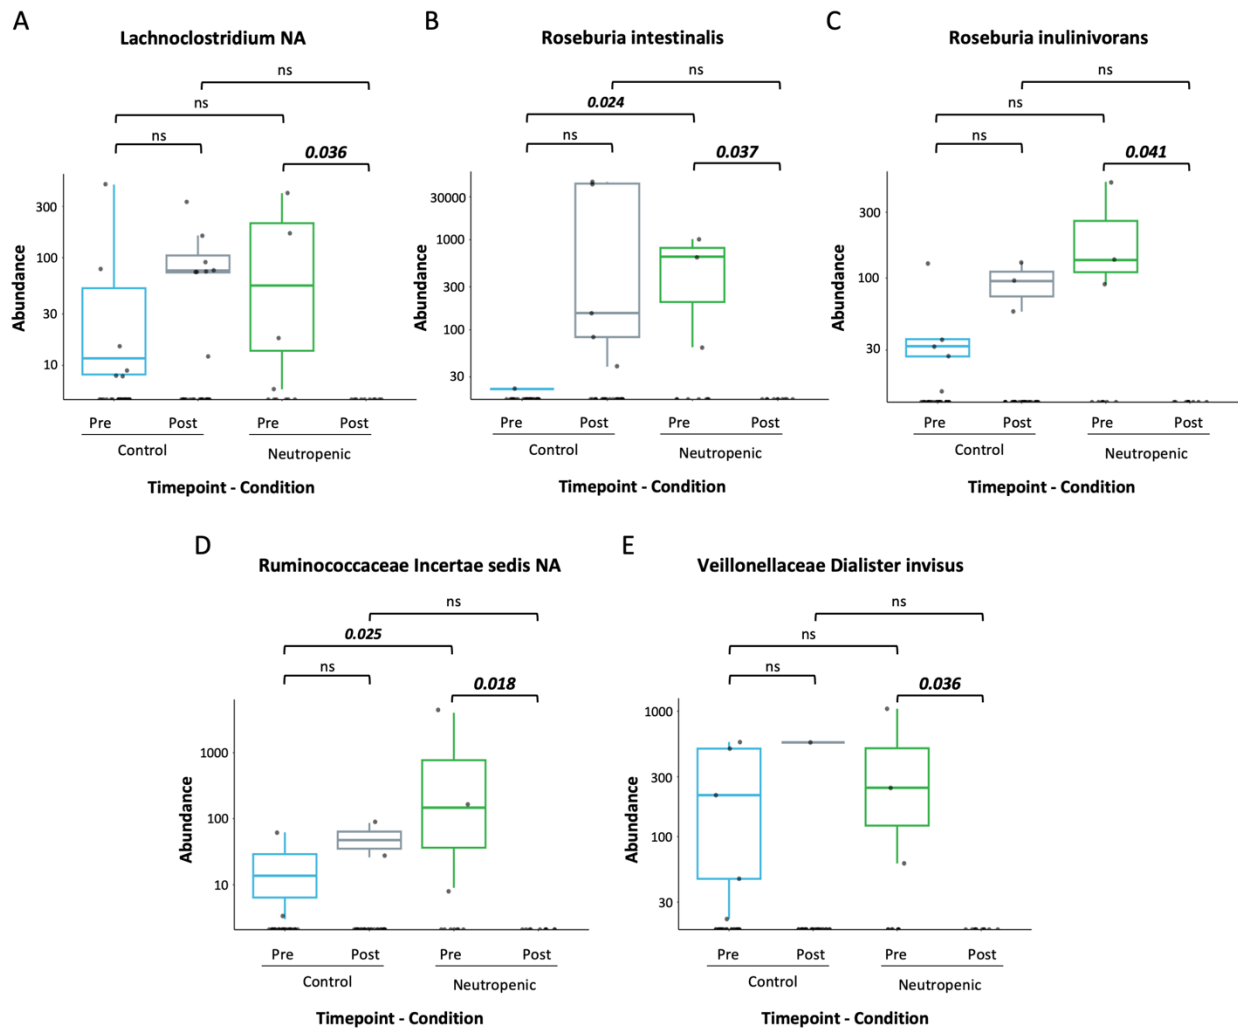 A
Lachnoclostridium NA
ns
ns
ns
0.036
300
100
30
10
Abundance
Pre Post Pre Post
Control Neutropenic
Timepoint - Condition
B
Roseburia intestinalis
ns
0.024
ns
0.037
30000
1000
300
100
30
Abundance
Pre Post Pre Post
Control Neutropenic
Timepoint - Condition
C
Roseburia inulinivorans
ns
ns
ns
0.041
300
100
30
Abundance
Pre Post Pre Post
Control Neutropenic
Timepoint - Condition
D
Ruminococcaceae Incertae sedis NA
ns
0.025
ns
0.018
1000
100
10
Abundance
Pre Post Pre Post
Control Neutropenic
Timepoint - Condition
E
Veillonellaceae Dialister invisus
ns
ns
ns
0.036
1000
300
100
30
Abundance
Pre Post Pre Post
Control Neutropenic
Timepoint - Condition